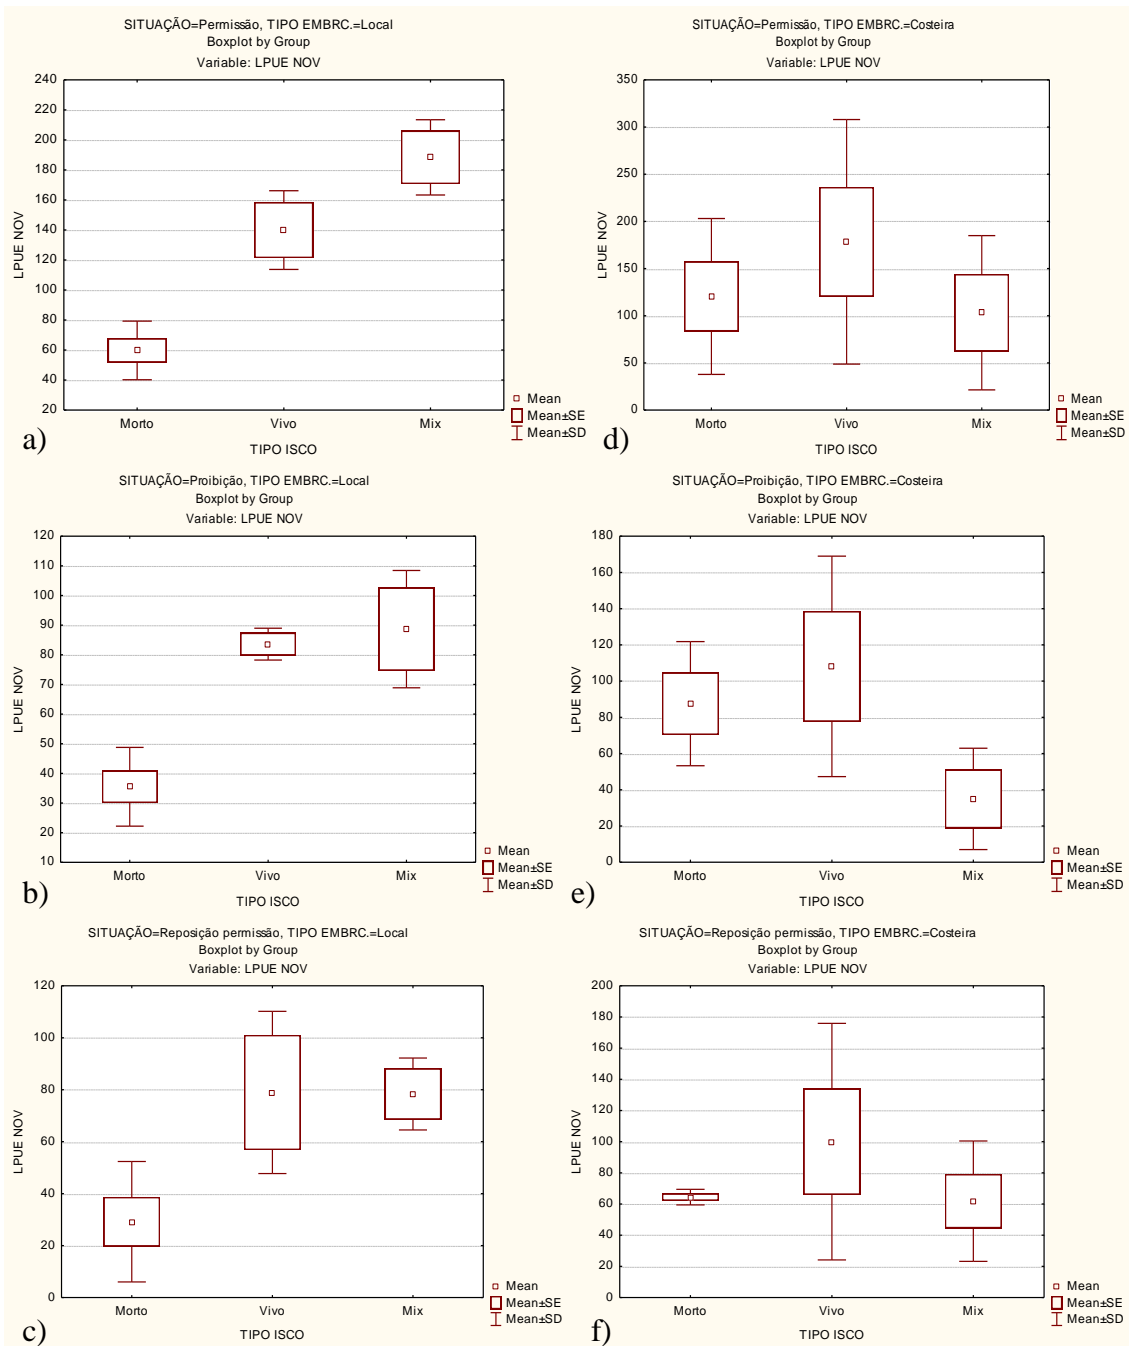 SITUAÇÃO=Permissão, TIPO EMBRC.=Local
Boxplot by Group
Variable: LPUE NOV
240
220
200
180
160
140
120
100
80
60
40
20
LPUE NOV
Morto Vivo Mix
TIPO ISCO
Mean
Mean±SE
Mean±SD
a)
SITUAÇÃO=Permissão, TIPO EMBRC.=Costeira
Boxplot by Group
Variable: LPUE NOV
350
300
250
200
150
100
50
0
LPUE NOV
Morto Vivo Mix
TIPO ISCO
Mean
Mean±SE
Mean±SD
d)
SITUAÇÃO=Proibição, TIPO EMBRC.=Local
Boxplot by Group
Variable: LPUE NOV
120
110
100
90
80
70
60
50
40
30
20
10
LPUE NOV
Morto Vivo Mix
TIPO ISCO
Mean
Mean±SE
Mean±SD
b)
SITUAÇÃO=Proibição, TIPO EMBRC.=Costeira
Boxplot by Group
Variable: LPUE NOV
180
160
140
120
100
80
60
40
20
0
LPUE NOV
Morto Vivo Mix
TIPO ISCO
Mean
Mean±SE
Mean±SD
e)
SITUAÇÃO=Reposição permissão, TIPO EMBRC.=Local
Boxplot by Group
Variable: LPUE NOV
120
100
80
60
40
20
0
LPUE NOV
Morto Vivo Mix
TIPO ISCO
Mean
Mean±SE
Mean±SD
c)
SITUAÇÃO=Reposição permissão, TIPO EMBRC.=Costeira
Boxplot by Group
Variable: LPUE NOV
200
180
160
140
120
100
80
60
40
20
0
LPUE NOV
Morto Vivo Mix
TIPO ISCO
Mean
Mean±SE
Mean±SD
f)